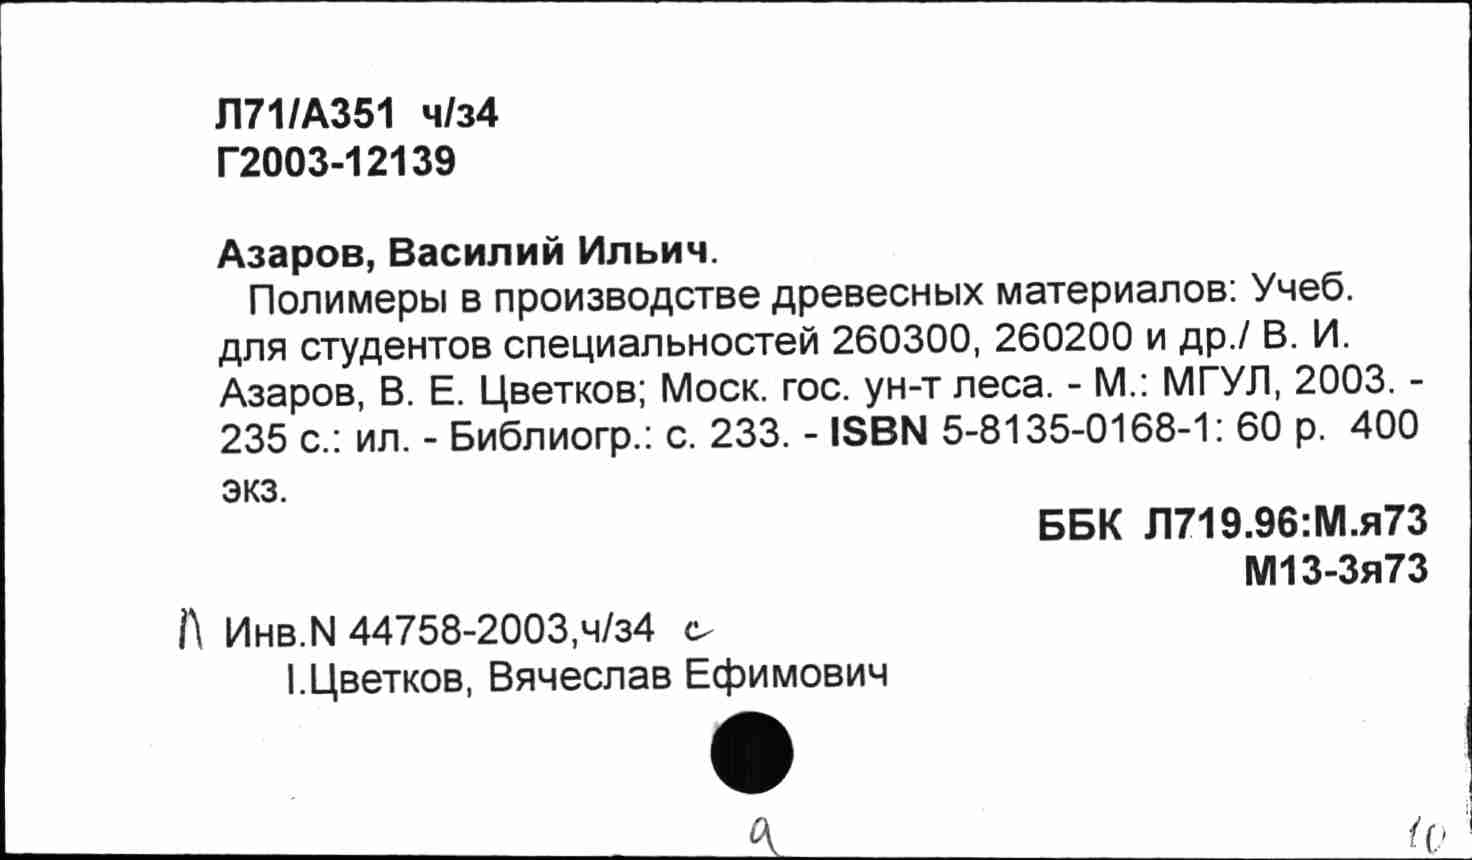 Л71/А351 ч/з4
Г2003-12139
Азаров, Василий Ильич.
Полимеры в производстве древесных материалов: Учеб.
для студентов специальностей 260300, 260200 и др./ В. И.
Азаров, В. Е. Цветков; Моск. гос. ун-т леса. - М.: МГУЛ, 2003. -
235 с.: ил. - Библиогр.: с. 233. - ISBN 5-8135-0168-1: 60 р. 400
экз.
ББК Л719.96:М.я73
М13-3я73
Инв.N 44758-2003,ч/з4 с
I.Цветков, Вячеслав Ефимович
10